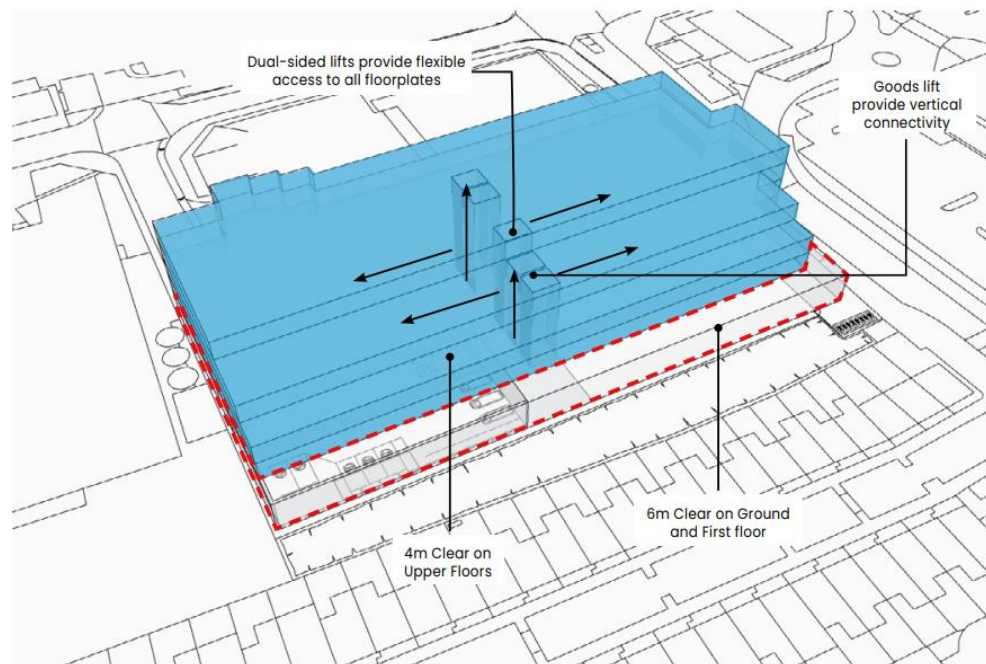 Dual-sided lifts provide flexible
access to all floorplates
Goods lift
provide vertical
connectivity
6m Clear on Ground
and First floor
4m Clear on
Upper Floors